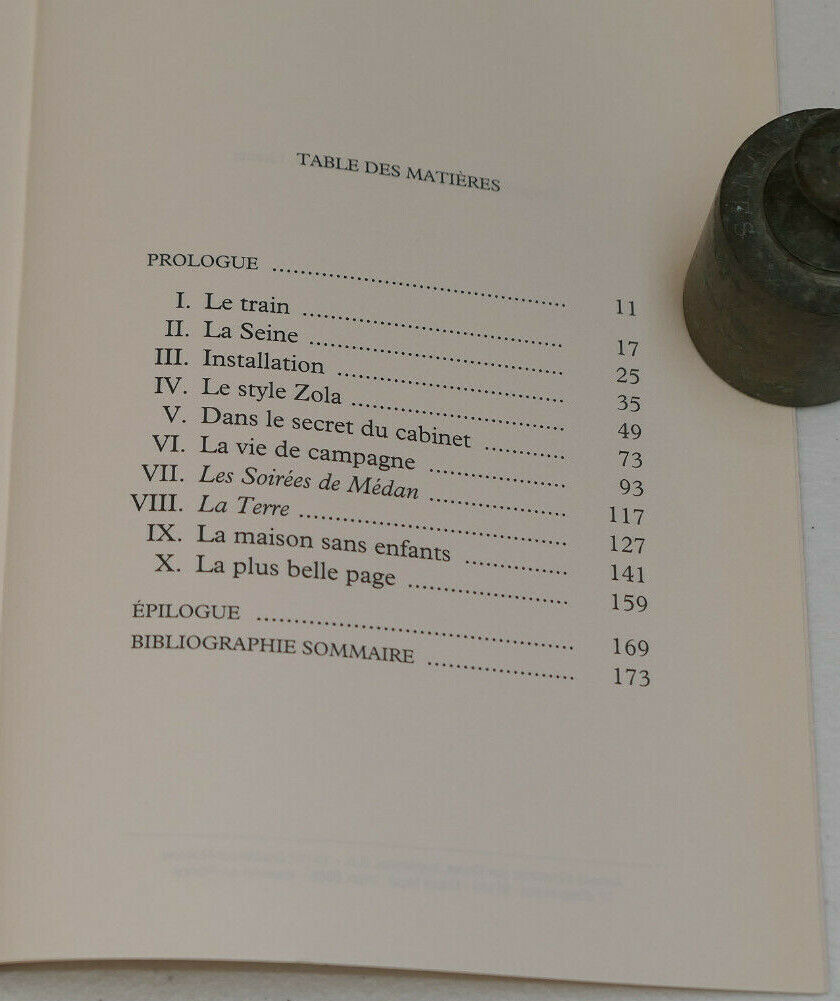 TABLE DES MATIÈRES
PROLOGUE ........ 11
I. Le train ........ 17
II. La Seine ........ 25
III. Installation ........ 35
IV. Le style Zola ........ 49
V. Dans le secret du cabinet ........ 73
VI. La vie de campagne ........ 93
VII. Les Soirées de Médan ........ 117
VIII. La Terre ........ 127
IX. La maison sans enfants ........ 141
X. La plus belle page ........ 159
ÉPILOGUE ........ 169
BIBLIOGRAPHIE SOMMAIRE ........ 173